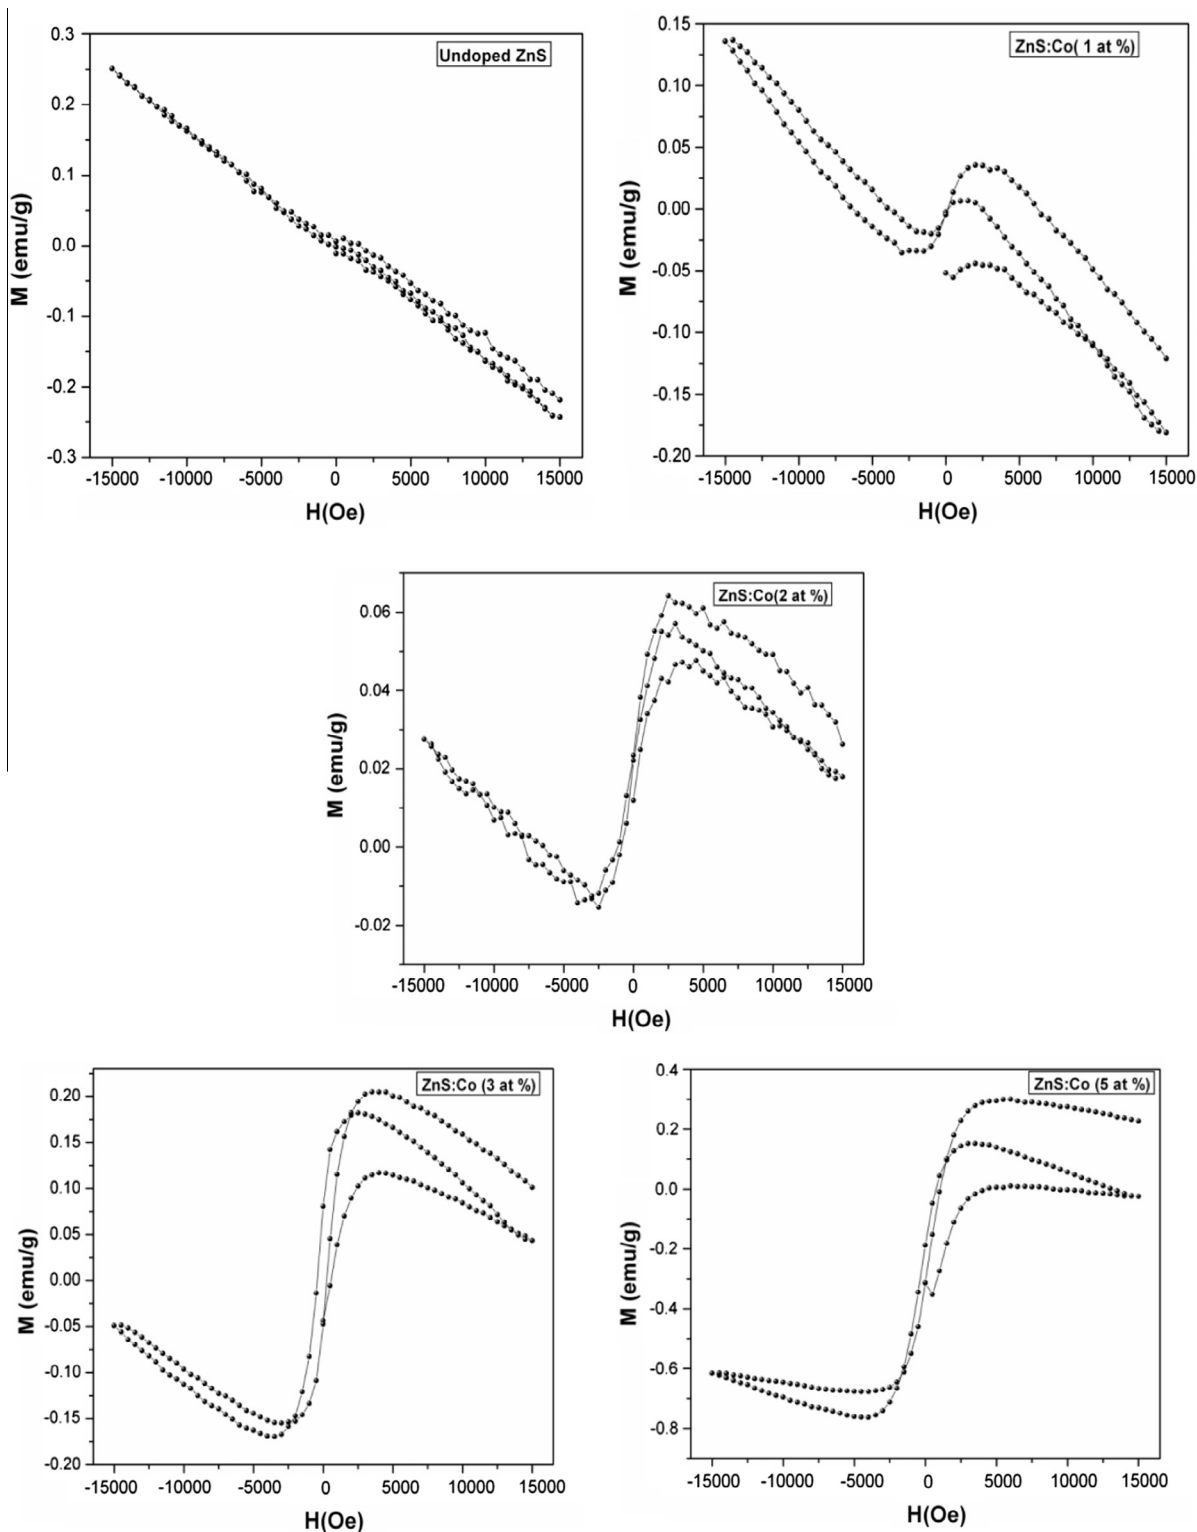 Undoped ZnS
0.3
0.2
0.1
0.0
-0.1
-0.2
-0.3
M (emu/g)
-15000 -10000 -5000 0 5000 10000 15000
H(Oe)
ZnS:Co( 1 at %)
0.15
0.10
0.05
0.00
-0.05
-0.10
-0.15
-0.20
M (emu/g)
-15000 -10000 -5000 0 5000 10000 15000
H(Oe)
ZnS:Co(2 at %)
0.06
0.04
0.02
0.00
-0.02
M (emu/g)
-15000 -10000 -5000 0 5000 10000 15000
H(Oe)
ZnS:Co (3 at %)
0.20
0.15
0.10
0.05
0.00
-0.05
-0.10
-0.15
-0.20
M (emu/g)
-15000 -10000 -5000 0 5000 10000 15000
H(Oe)
ZnS:Co (5 at %)
0.4
0.2
0.0
-0.2
-0.4
-0.6
-0.8
M (emu/g)
-15000 -10000 -5000 0 5000 10000 15000
H(Oe)